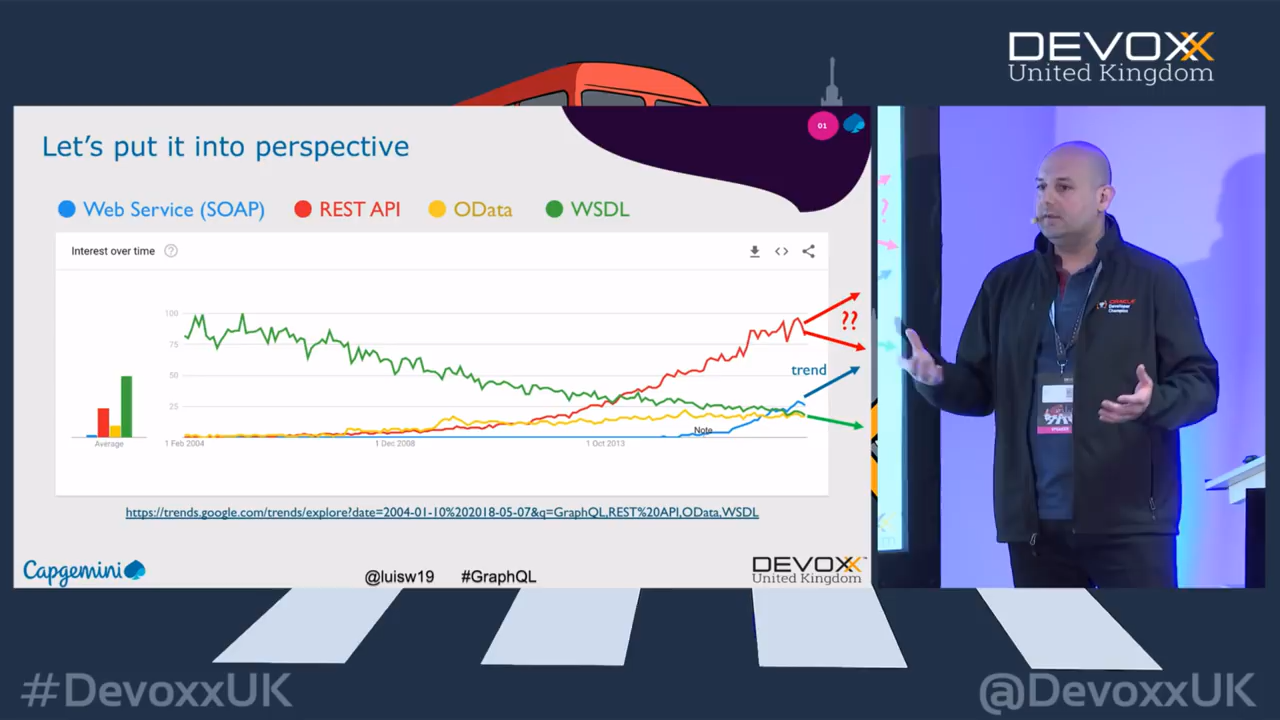 DEVOXX
United Kingdom
Let's put it into perspective
01
Web Service (SOAP) REST API OData WSDL
Interest over time
100
75
50
25
??
trend
Note
Average
1 Feb 2004 1 Dec 2008 1 Oct 2013
https://trends.google.com/trends/explore?date=2004-01-10%202018-05-07&q=GraphQL,REST%20API,OData,WSDL
Capgemini
@luisw19 #GraphQL
DEVOXX
United Kingdom
ORACLE
Developer
Champion
#DevoxxUK
@DevoxxUK